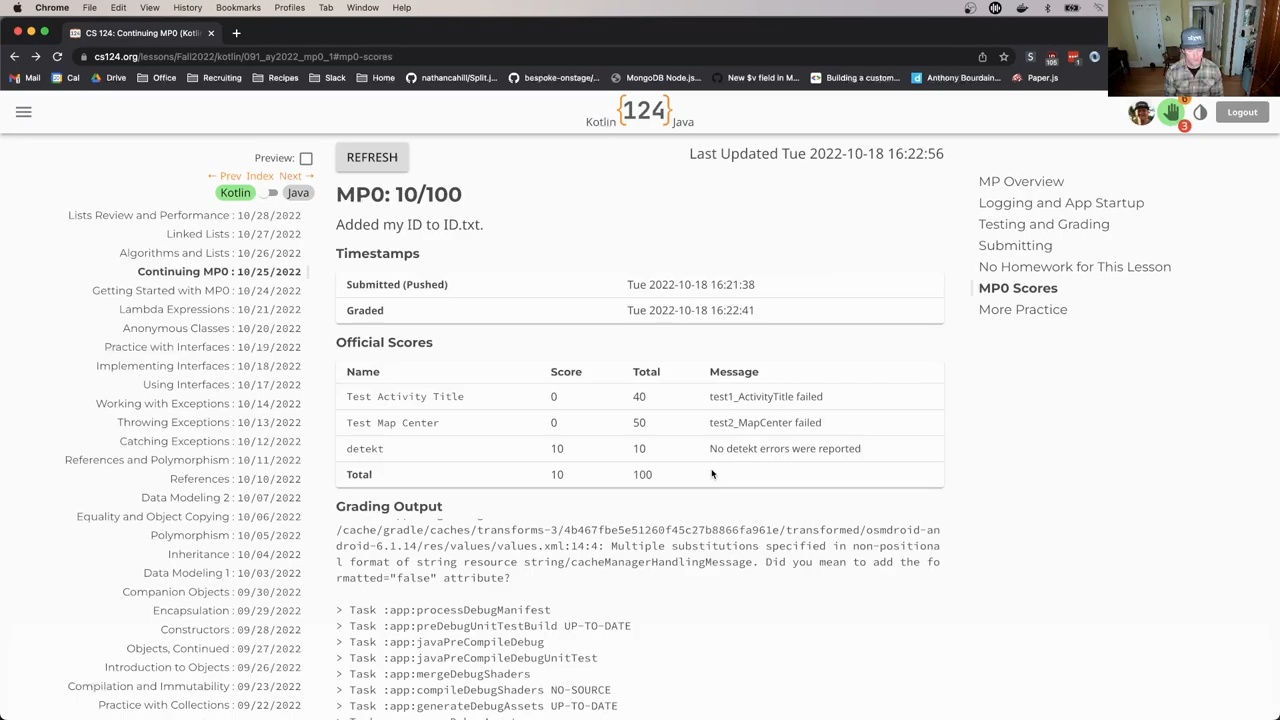 Chrome File Edit View History Bookmarks Profiles Tab Window Help
CS 124: Continuing MP0 (Kotli
cs124.org/lessons/Fall2022/kotlin/091_ay2022_mp0_1#mp0-scores
Mail Cal Drive Office Recruiting Recipes Slack nathancahill/Split.j... bespoke-onstage/... MongoDB Node.js... New $v field in M... Building a custom... Anthony Bourdain... Paper.js
Kotlin {124} Java
6
3
Logout
Preview:
← Prev Index Next →
Kotlin Java
Lists Review and Performance : 10/28/2022
Linked Lists : 10/27/2022
Algorithms and Lists : 10/26/2022
Continuing MP0 : 10/25/2022
Getting Started with MP0 : 10/24/2022
Lambda Expressions : 10/21/2022
Anonymous Classes : 10/20/2022
Practice with Interfaces : 10/19/2022
Implementing Interfaces : 10/18/2022
Using Interfaces : 10/17/2022
Working with Exceptions : 10/14/2022
Throwing Exceptions : 10/13/2022
Catching Exceptions : 10/12/2022
References and Polymorphism : 10/11/2022
References : 10/10/2022
Data Modeling 2 : 10/07/2022
Equality and Object Copying : 10/06/2022
Polymorphism : 10/05/2022
Inheritance : 10/04/2022
Data Modeling 1 : 10/03/2022
Companion Objects : 09/30/2022
Encapsulation : 09/29/2022
Constructors : 09/28/2022
Objects, Continued : 09/27/2022
Introduction to Objects : 09/26/2022
Compilation and Immutability : 09/23/2022
Practice with Collections : 09/22/2022
REFRESH
Last Updated Tue 2022-10-18 16:22:56
MP0: 10/100
Added my ID to ID.txt.
Timestamps
Submitted (Pushed) Tue 2022-10-18 16:21:38
Graded Tue 2022-10-18 16:22:41
Official Scores
Name Score Total Message
Test Activity Title 0 40 test1_ActivityTitle failed
Test Map Center 0 50 test2_MapCenter failed
detekt 10 10 No detekt errors were reported
Total 10 100
Grading Output
/cache/gradle/caches/transforms-3/4b467fbe5e51260f45c27b8866fa961e/transformed/osmdroid-an
droid-6.1.14/res/values/values.xml:14:4: Multiple substitutions specified in non-positiona
l format of string resource string/cacheManagerHandlingMessage. Did you mean to add the fo
rmatted="false" attribute?
> Task :app:processDebugManifest
> Task :app:preDebugUnitTestBuild UP-TO-DATE
> Task :app:javaPreCompileDebug
> Task :app:javaPreCompileDebugUnitTest
> Task :app:mergeDebugShaders
> Task :app:compileDebugShaders NO-SOURCE
> Task :app:generateDebugAssets UP-TO-DATE
MP Overview
Logging and App Startup
Testing and Grading
Submitting
No Homework for This Lesson
MP0 Scores
More Practice